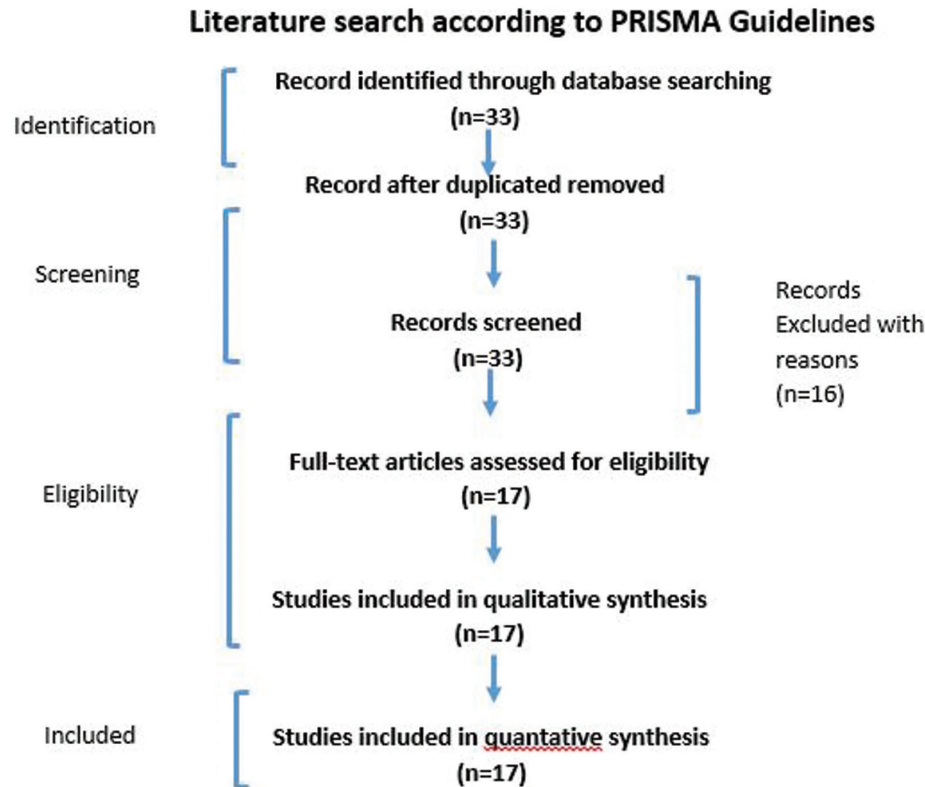 Literature search according to PRISMA Guidelines
Record identified through database searching
(n=33)
Identification
Record after duplicated removed
(n=33)
Screening
Records screened
(n=33)
Records
Excluded with
reasons
(n=16)
Full-text articles assessed for eligibility
(n=17)
Eligibility
Studies included in qualitative synthesis
(n=17)
Included
Studies included in quantative synthesis
(n=17)